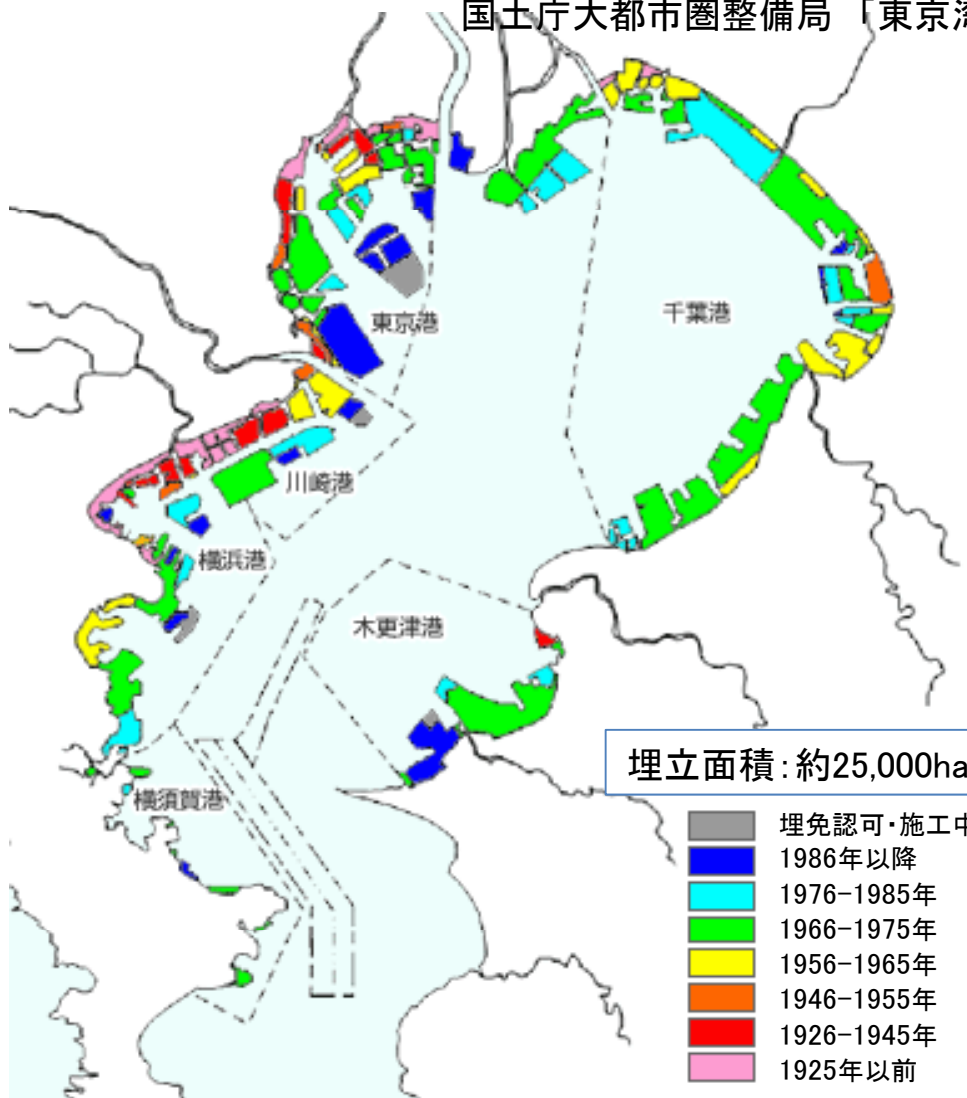 国土庁大都市圏整備局 「東京湾
東京港
千葉港
川崎港
横浜港
木更津港
横須賀港
埋立面積:約25,000ha
埋免認可・施工中
1986年以降
1976-1985年
1966-1975年
1956-1965年
1946-1955年
1926-1945年
1925年以前